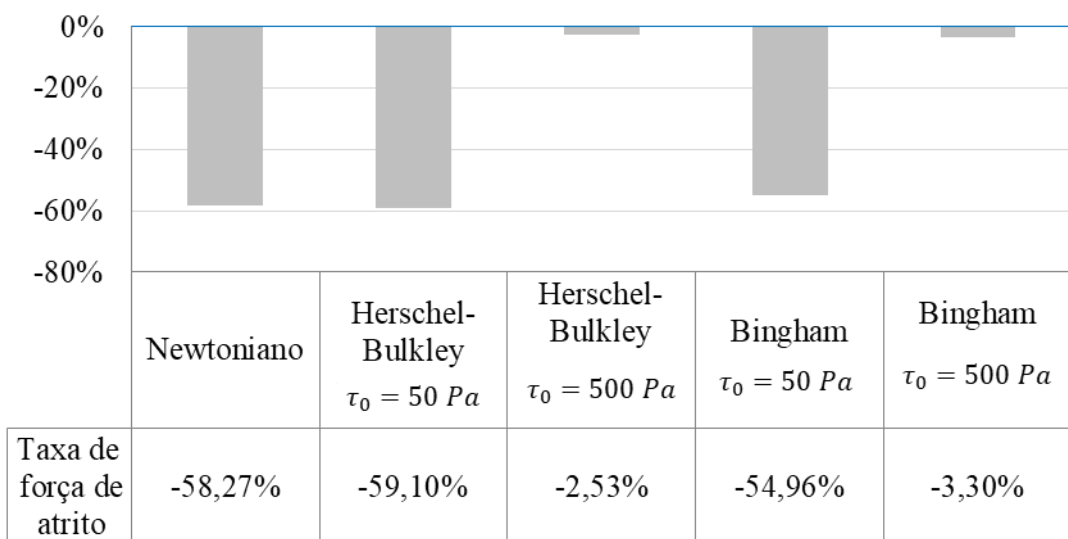 0%
-20%
-40%
-60%
-80%
Newtoniano
Herschel-
Bulkley
τ₀ = 50 Pa
Herschel-
Bulkley
τ₀ = 500 Pa
Bingham
τ₀ = 50 Pa
Bingham
τ₀ = 500 Pa
Taxa de
força de
atrito
-58,27%
-59,10%
-2,53%
-54,96%
-3,30%